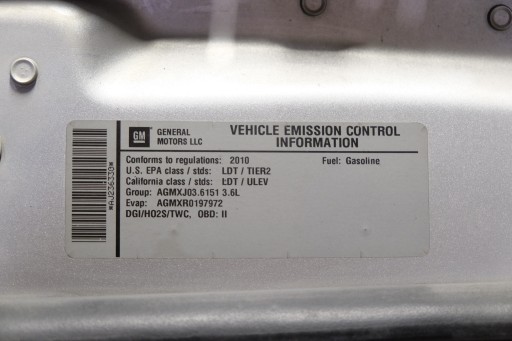 *AJ236330*
GM
GENERAL
MOTORS LLC
VEHICLE EMISSION CONTROL
INFORMATION
Conforms to regulations: 2010 Fuel: Gasoline
U.S. EPA class / stds: LDT / TIER2
California class / stds: LDT / ULEV
Group: AGMXJ03.6151 3.6L
Evap: AGMXR0197972
DGI/HO2S/TWC, OBD: II